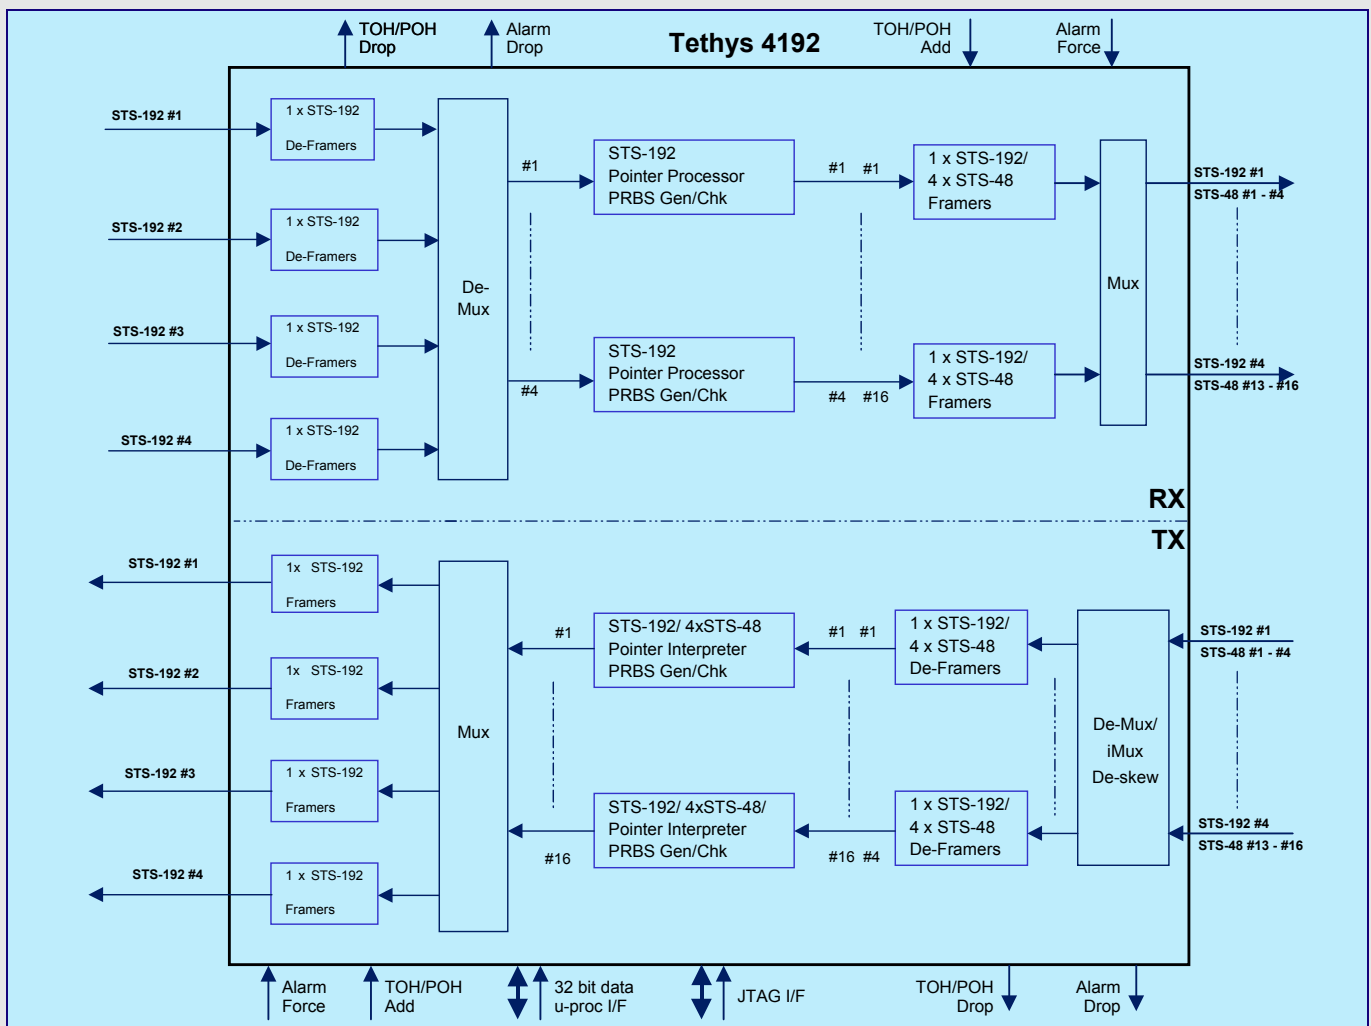 TOH/POH
Drop
Alarm
Drop
Tethys 4192
TOH/POH
Add
Alarm
Force
STS-192 #1
1 x STS-192
De-Framers
STS-192 #2
1 x STS-192
De-Framers
STS-192 #3
1 x STS-192
De-Framers
STS-192 #4
1 x STS-192
De-Framers
De-
Mux
#1
#4
STS-192
Pointer Processor
PRBS Gen/Chk
STS-192
Pointer Processor
PRBS Gen/Chk
#1 #1
#4 #16
1 x STS-192/
4 x STS-48
Framers
1 x STS-192/
4 x STS-48
Framers
Mux
STS-192 #1
STS-48 #1 - #4
STS-192 #4
STS-48 #13 - #16
RX
TX
STS-192 #1
1x STS-192
Framers
STS-192 #2
1x STS-192
Framers
STS-192 #3
1 x STS-192
Framers
STS-192 #4
1 x STS-192
Framers
Mux
#1
#16
STS-192/ 4xSTS-48
Pointer Interpreter
PRBS Gen/Chk
STS-192/ 4xSTS-48/
Pointer Interpreter
PRBS Gen/Chk
#1 #1
#16 #4
1 x STS-192/
4 x STS-48
De-Framers
1 x STS-192/
4 x STS-48
De-Framers
De-Mux/
iMux
De-skew
STS-192 #1
STS-48 #1 - #4
STS-192 #4
STS-48 #13 - #16
Alarm
Force
TOH/POH
Add
32 bit data
u-proc I/F
JTAG I/F
TOH/POH
Drop
Alarm
Drop